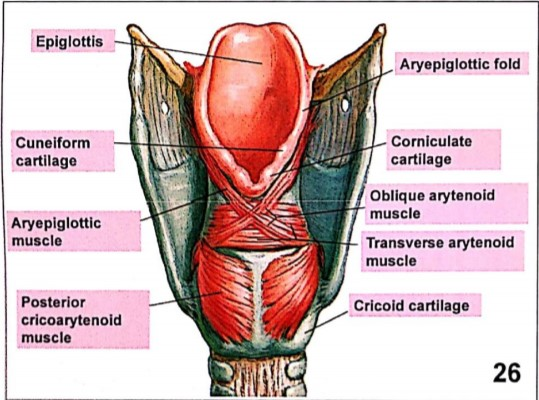 Epiglottis
Aryepiglottic fold
Cuneiform
cartilage
Corniculate
cartilage
Oblique arytenoid
muscle
Aryepiglottic
muscle
Transverse arytenoid
muscle
Posterior
cricoarytenoid
muscle
Cricoid cartilage
26